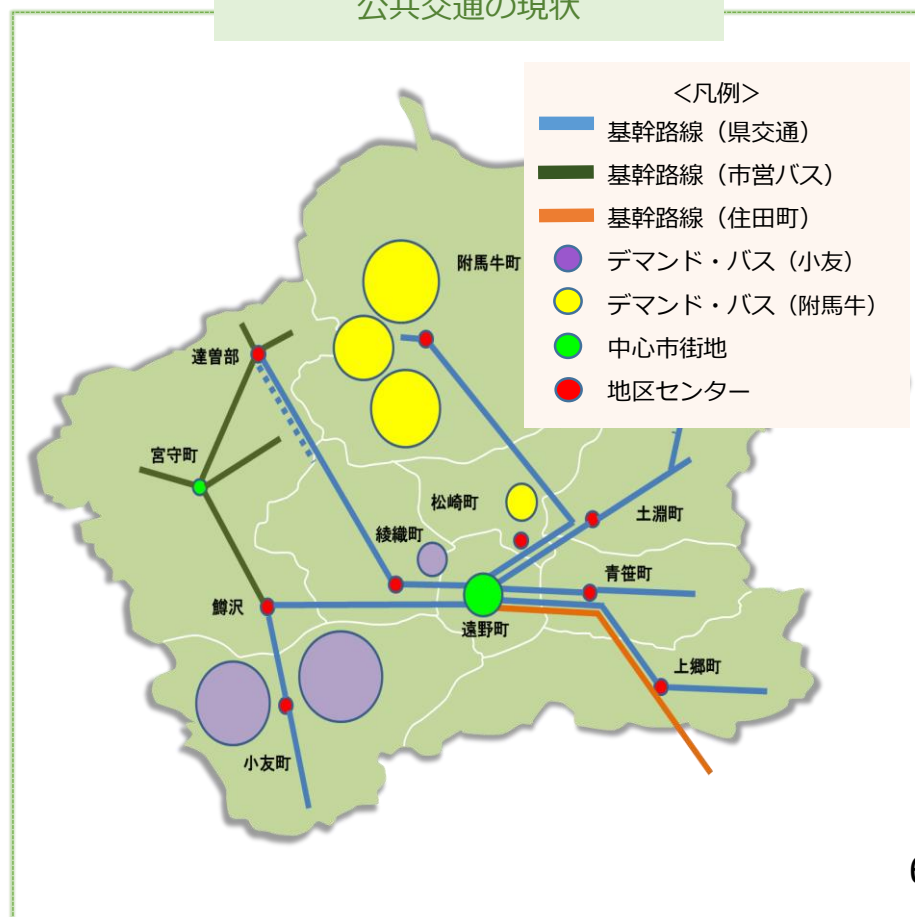 公共交通の現状
<凡例>
基幹路線（県交通）
基幹路線（市営バス）
基幹路線（住田町）
デマンド・バス（小友）
デマンド・バス（附馬牛）
中心市街地
地区センター
附馬牛町
達曽部
宮守町
松崎町
土淵町
綾織町
青笹町
鱒沢
遠野町
上郷町
小友町